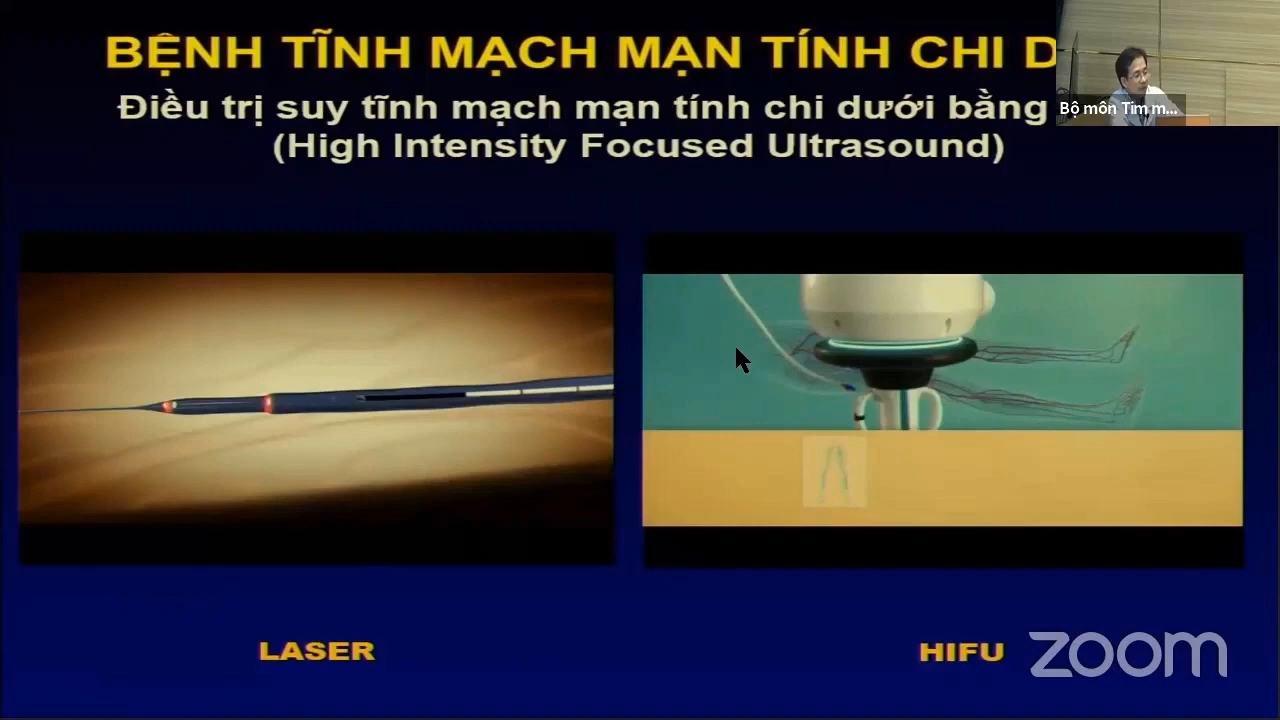 BỆNH TĨNH MẠCH MẠN TÍNH CHI D
Điều trị suy tĩnh mạch mạn tính chi dưới bằng
(High Intensity Focused Ultrasound)
Bộ môn Tim m...
LASER
HIFU
zoom